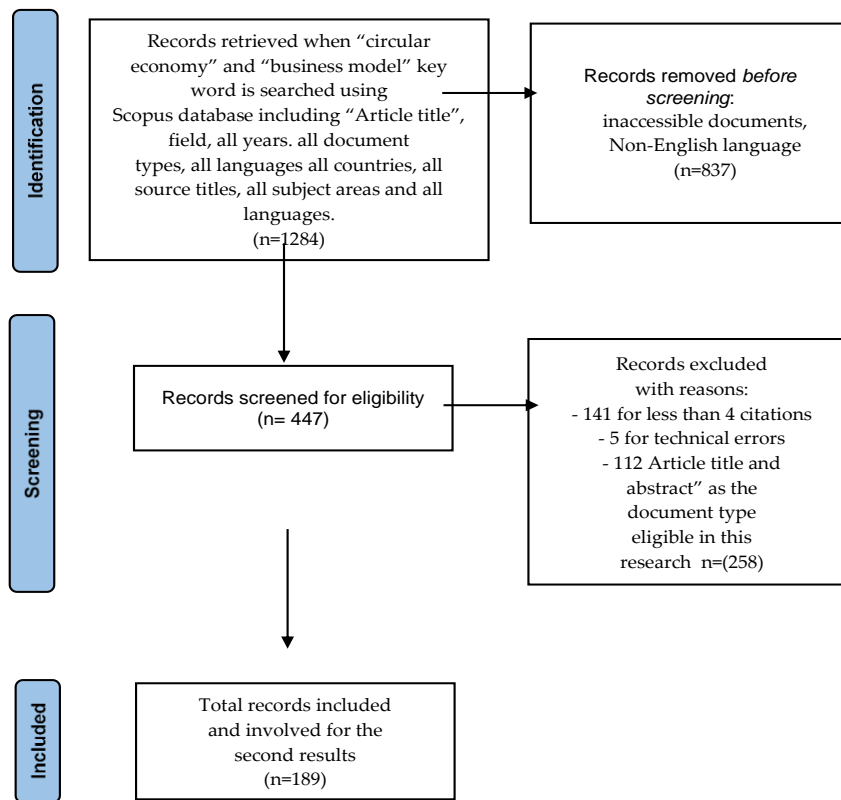 Identification
Records retrieved when “circular
economy” and “business model” key
word is searched using
Scopus database including “Article title”,
field, all years. all document
types, all languages all countries, all
source titles, all subject areas and all
languages.
(n=1284)
Records removed before
screening:
inaccessible documents,
Non-English language
(n=837)
Screening
Records screened for eligibility
(n= 447)
Records excluded
with reasons:
- 141 for less than 4 citations
- 5 for technical errors
- 112 Article title and
abstract” as the
document type
eligible in this
research n=(258)
Included
Total records included
and involved for the
second results
(n=189)